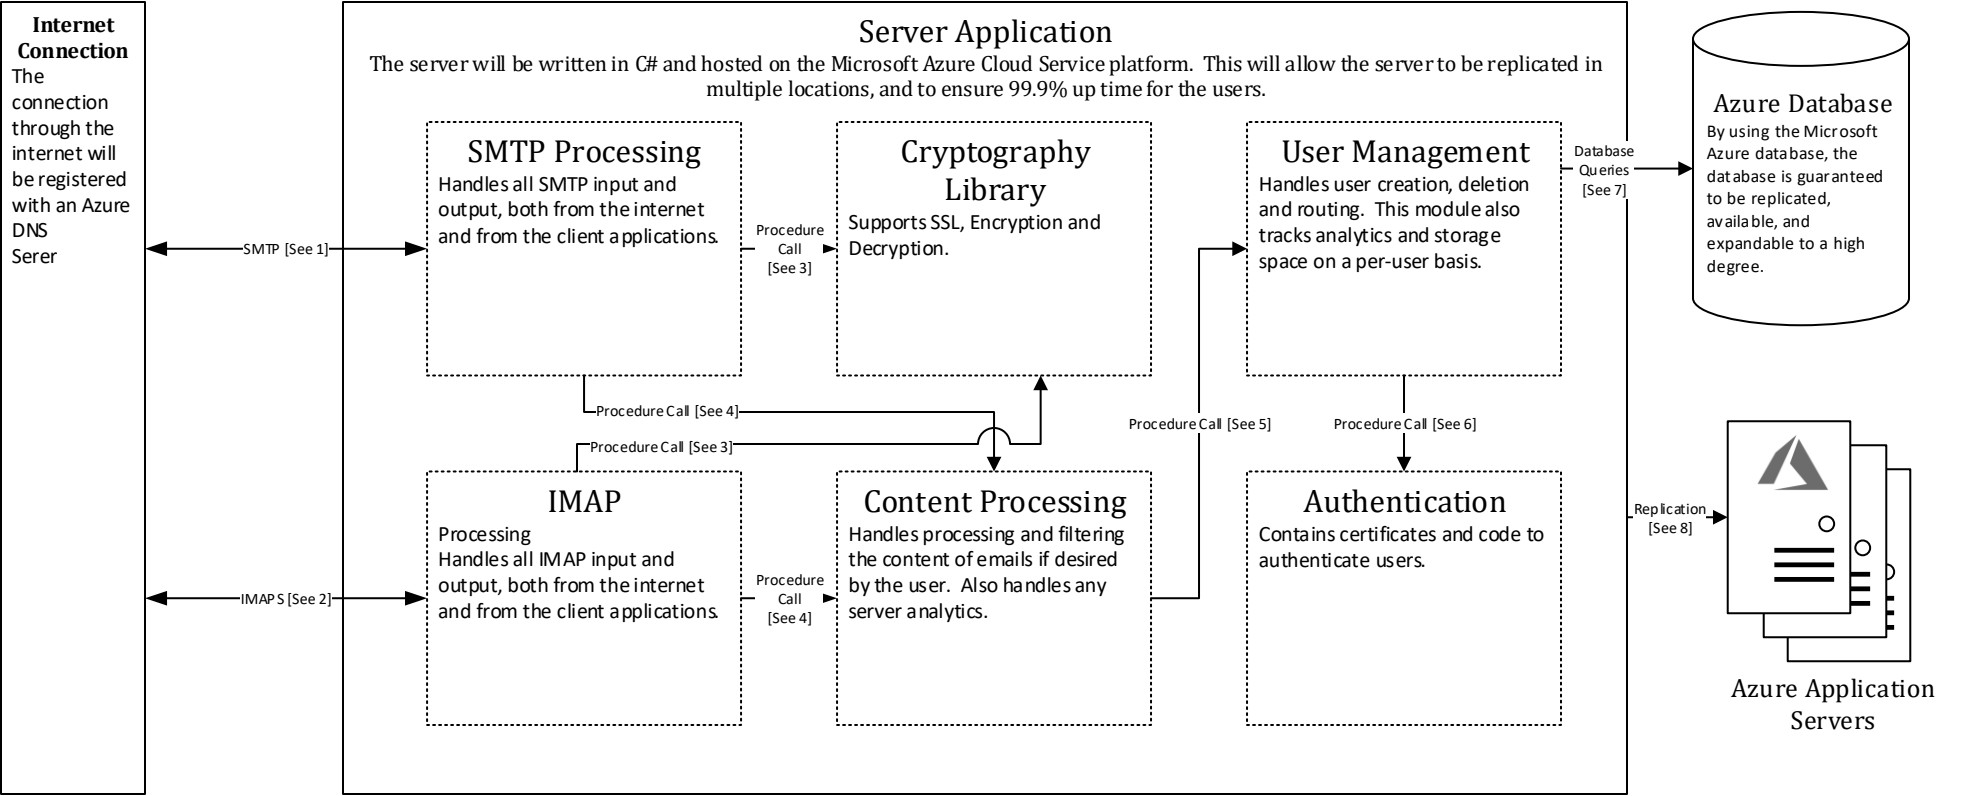 Internet
Connection
The
connection
through the
internet will
be registered
with an Azure
DNS
Serer
SMTP [See 1]
IMAPS [See 2]
Server Application
The server will be written in C# and hosted on the Microsoft Azure Cloud Service platform.  This will allow the server to be replicated in
multiple locations, and to ensure 99.9% up time for the users.
SMTP Processing
Handles all SMTP input and
output, both from the internet
and from the client applications.
Procedure
Call
[See 3]
Cryptography
Library
Supports SSL, Encryption and
Decryption.
User Management
Handles user creation, deletion
and routing.  This module also
tracks analytics and storage
space on a per-user basis.
Database
Queries
[See 7]
Azure Database
By using the Microsoft
Azure database, the
database is guaranteed
to be replicated,
available, and
expandable to a high
degree.
Procedure Call [See 4]
Procedure Call [See 3]
Procedure Call [See 5]
Procedure Call [See 6]
IMAP
Processing
Handles all IMAP input and
output, both from the internet
and from the client applications.
Procedure
Call
[See 4]
Content Processing
Handles processing and filtering
the content of emails if desired
by the user.  Also handles any
server analytics.
Authentication
Contains certificates and code to
authenticate users.
Replication
[See 8]
Azure Application
Servers